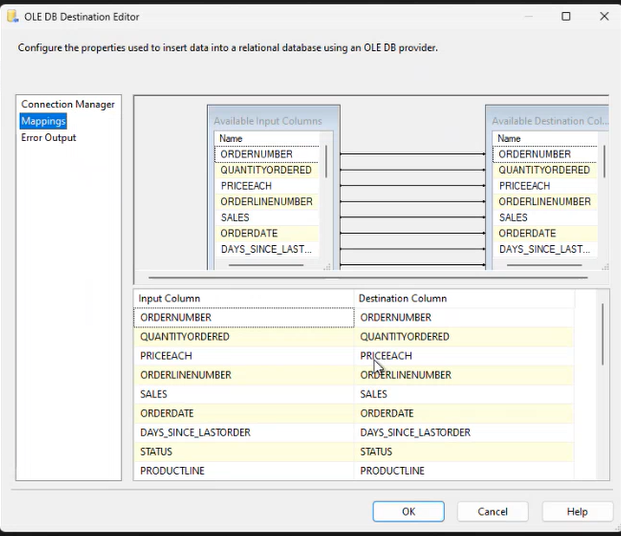 OLE DB Destination Editor
Configure the properties used to insert data into a relational database using an OLE DB provider.
Connection Manager
Mappings
Error Output
Available Input Columns
Name
ORDERNUMBER
QUANTITYORDERED
PRICEEACH
ORDERLINENUMBER
SALES
ORDERDATE
DAYS_SINCE_LAST...
Available Destination Col...
Name
ORDERNUMBER
QUANTITYORDERED
PRICEEACH
ORDERLINENUMBER
SALES
ORDERDATE
DAYS_SINCE_LAST...
Input Column Destination Column
ORDERNUMBER ORDERNUMBER
QUANTITYORDERED QUANTITYORDERED
PRICEEACH PRICEEACH
ORDERLINENUMBER ORDERLINENUMBER
SALES SALES
ORDERDATE ORDERDATE
DAYS_SINCE_LASTORDER DAYS_SINCE_LASTORDER
STATUS STATUS
PRODUCTLINE PRODUCTLINE
OK Cancel Help